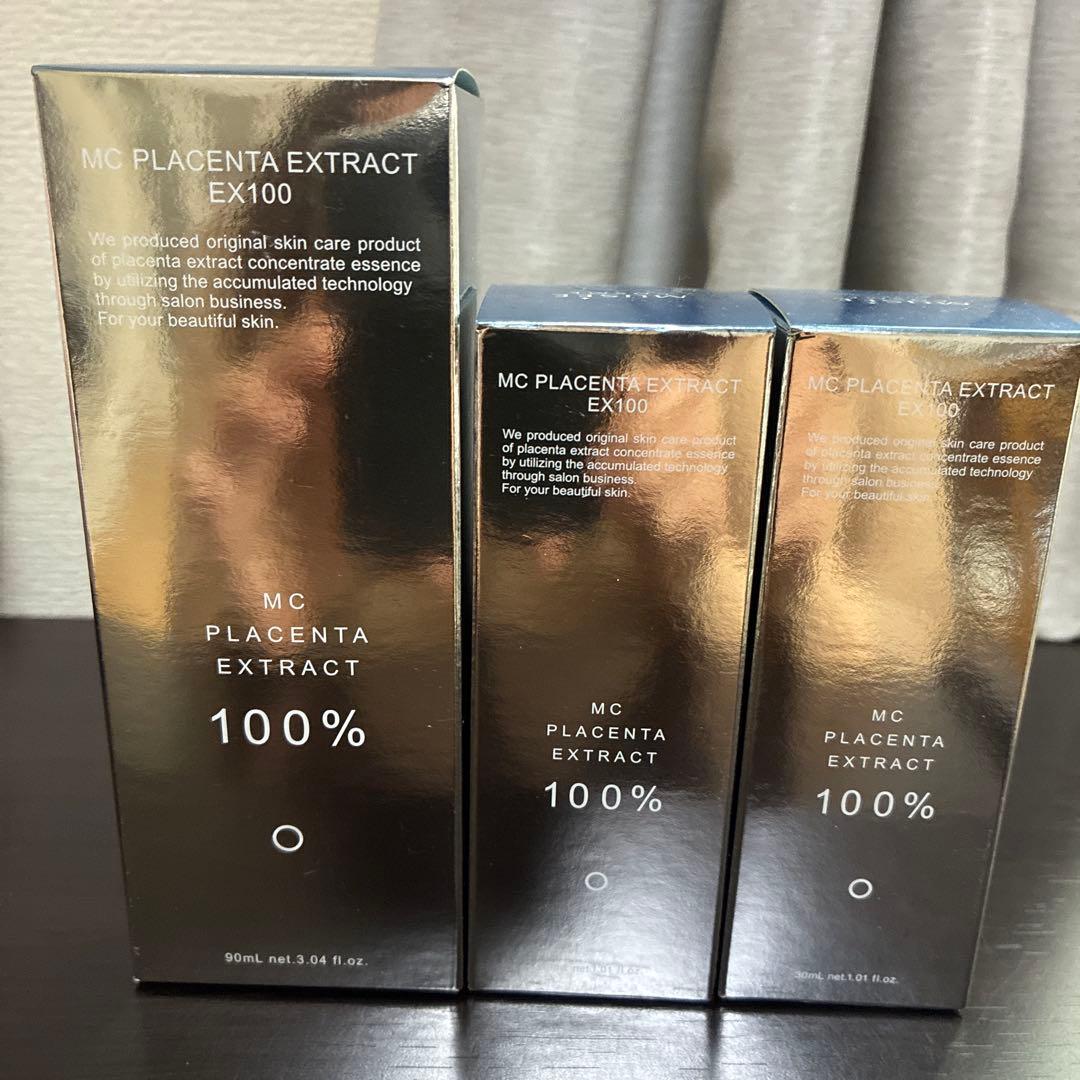 MC PLACENTA EXTRACT
EX100
We produced original skin care product
of placenta extract concentrate essence
by utilizing the accumulated technology
through salon business.
For your beautiful skin.
MC
PLACENTA
EXTRACT
100%
90mL net.3.04 fl.oz.
MC PLACENTA EXTRACT
EX100
We produced original skin care product
of placenta extract concentrate essence
by utilizing the accumulated technology
through salon business.
For your beautiful skin.
MC
PLACENTA
EXTRACT
100%
net.1.01 fl.oz.
MC PLACENTA EXTRACT
EX100
We produced original skin care product
of placenta extract concentrate essence
by utilizing the accumulated technology
through salon business.
For your beautiful skin.
MC
PLACENTA
EXTRACT
100%
30mL net.1.01 fl.oz.